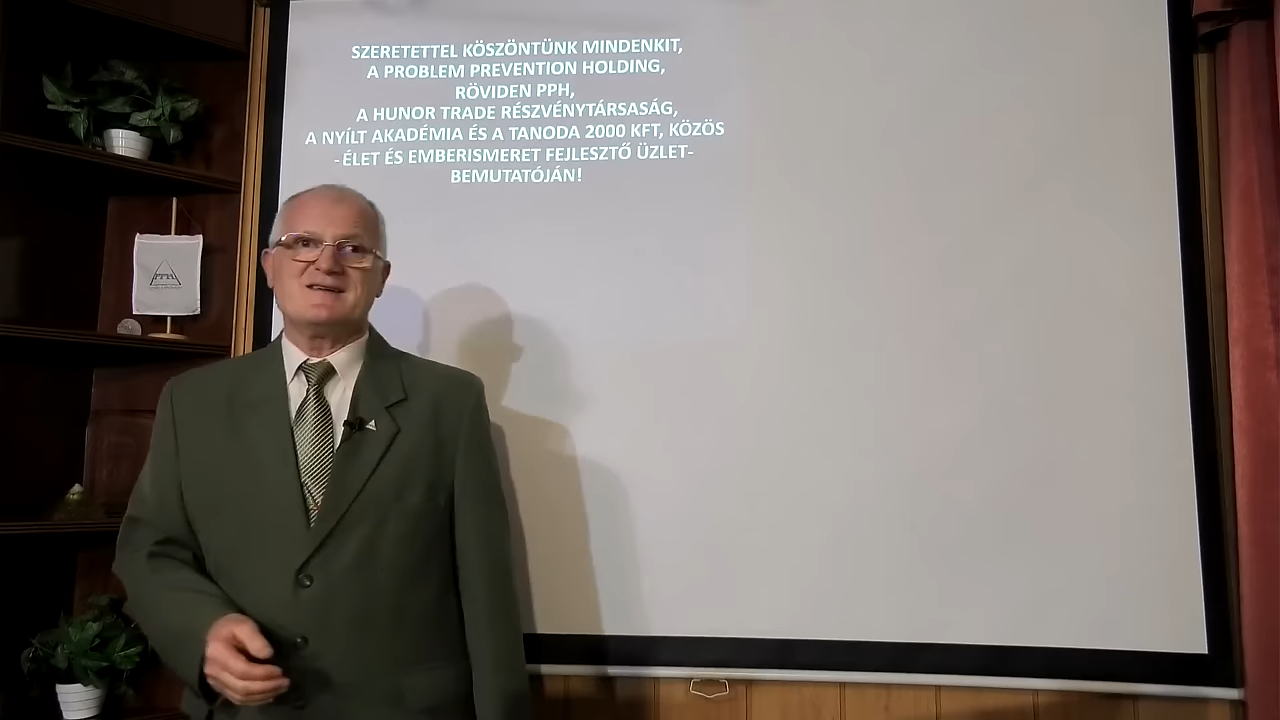 SZERETETTEL KÖSZÖNTÜNK MINDENKIT,
A PROBLEM PREVENTION HOLDING,
RÖVIDEN PPH,
A HUNOR TRADE RÉSZVÉNYTÁRSASÁG,
A NYÍLT AKADÉMIA ÉS A TANODA 2000 KFT, KÖZÖS
-ÉLET ÉS EMBERISMERET FEJLESZTŐ ÜZLET-
BEMUTATÓJÁN!